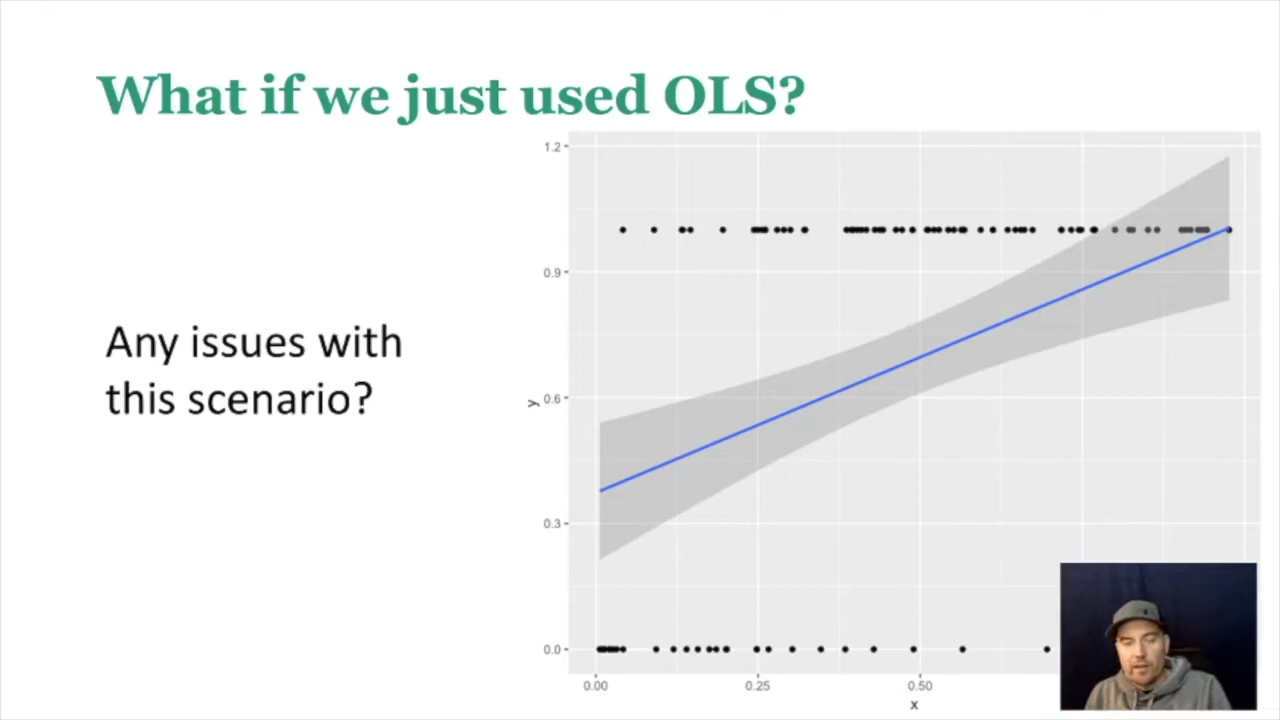 What if we just used OLS?
Any issues with
this scenario?
1.2
0.9
0.6
0.3
0.0
y
0.00
0.25
0.50
x